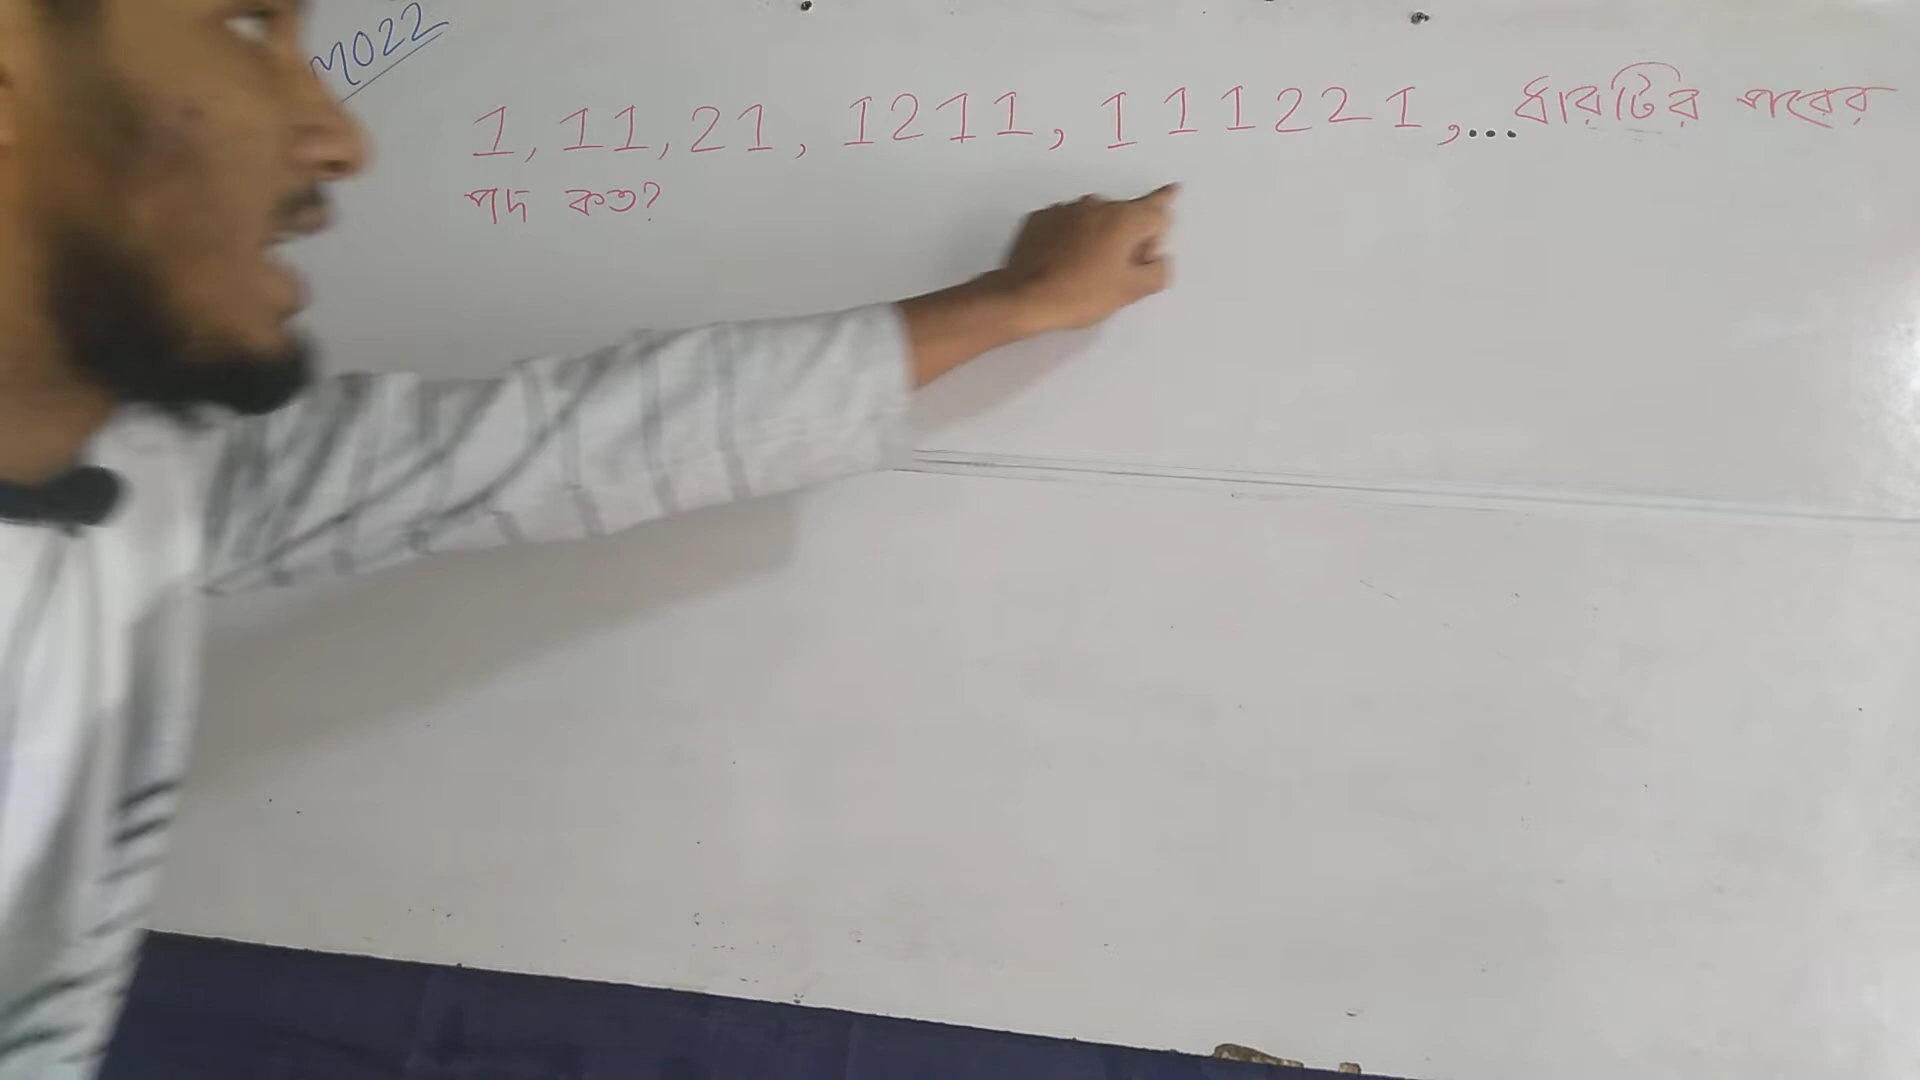 M022
1, 11, 21, 1211, 111221,... ধারাটির পরের
পদ কত?